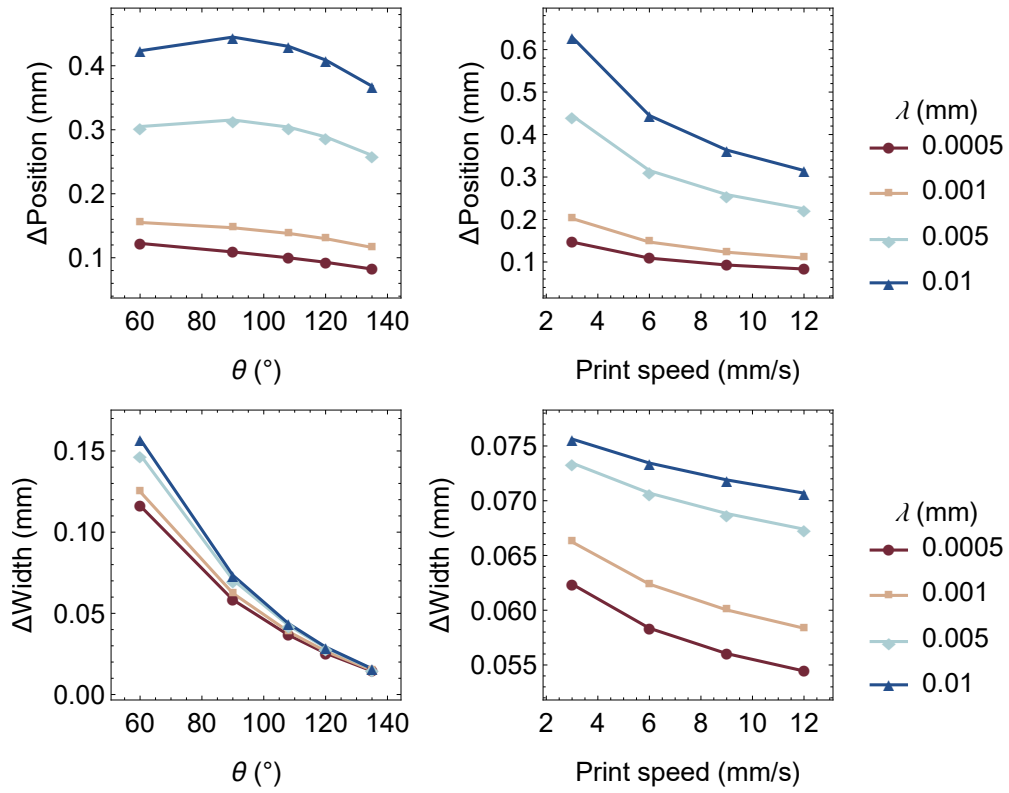 0.4
0.3
0.2
0.1
ΔPosition (mm)
60 80 100 120 140
θ (°)
0.6
0.5
0.4
0.3
0.2
0.1
ΔPosition (mm)
2 4 6 8 10 12
Print speed (mm/s)
λ (mm)
0.0005
0.001
0.005
0.01
0.15
0.10
0.05
0.00
ΔWidth (mm)
60 80 100 120 140
θ (°)
0.075
0.070
0.065
0.060
0.055
ΔWidth (mm)
2 4 6 8 10 12
Print speed (mm/s)
λ (mm)
0.0005
0.001
0.005
0.01